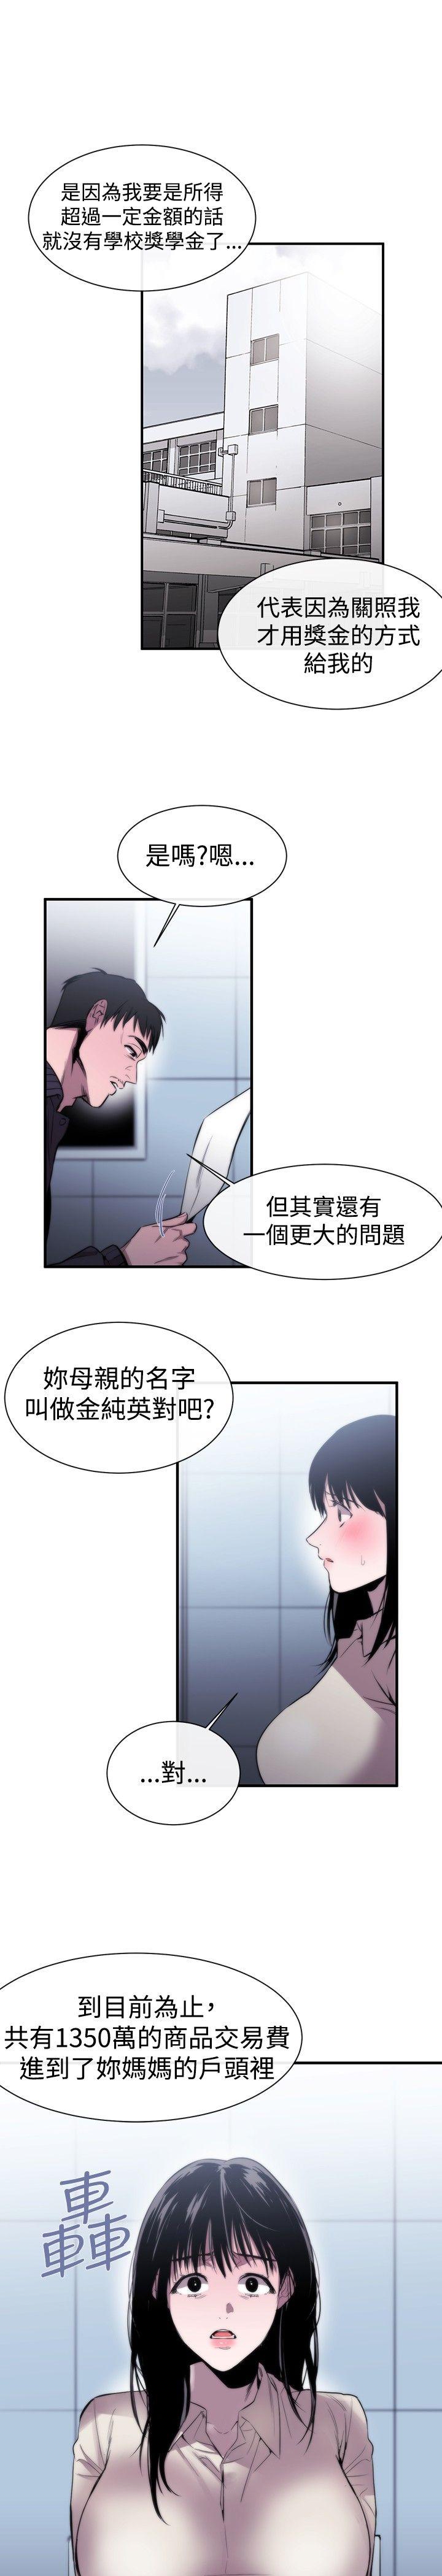 是因為我要是所得
超過一定金額的話
就沒有學校獎學金了...
代表因為關照我
才用獎金的方式
給我的
是嗎?嗯...
但其實還有
一個更大的問題
妳母親的名字
叫做金純英對吧?
...對...
到目前為止，
共有1350萬的商品交易費
進到了妳媽媽的戶頭裡
轟